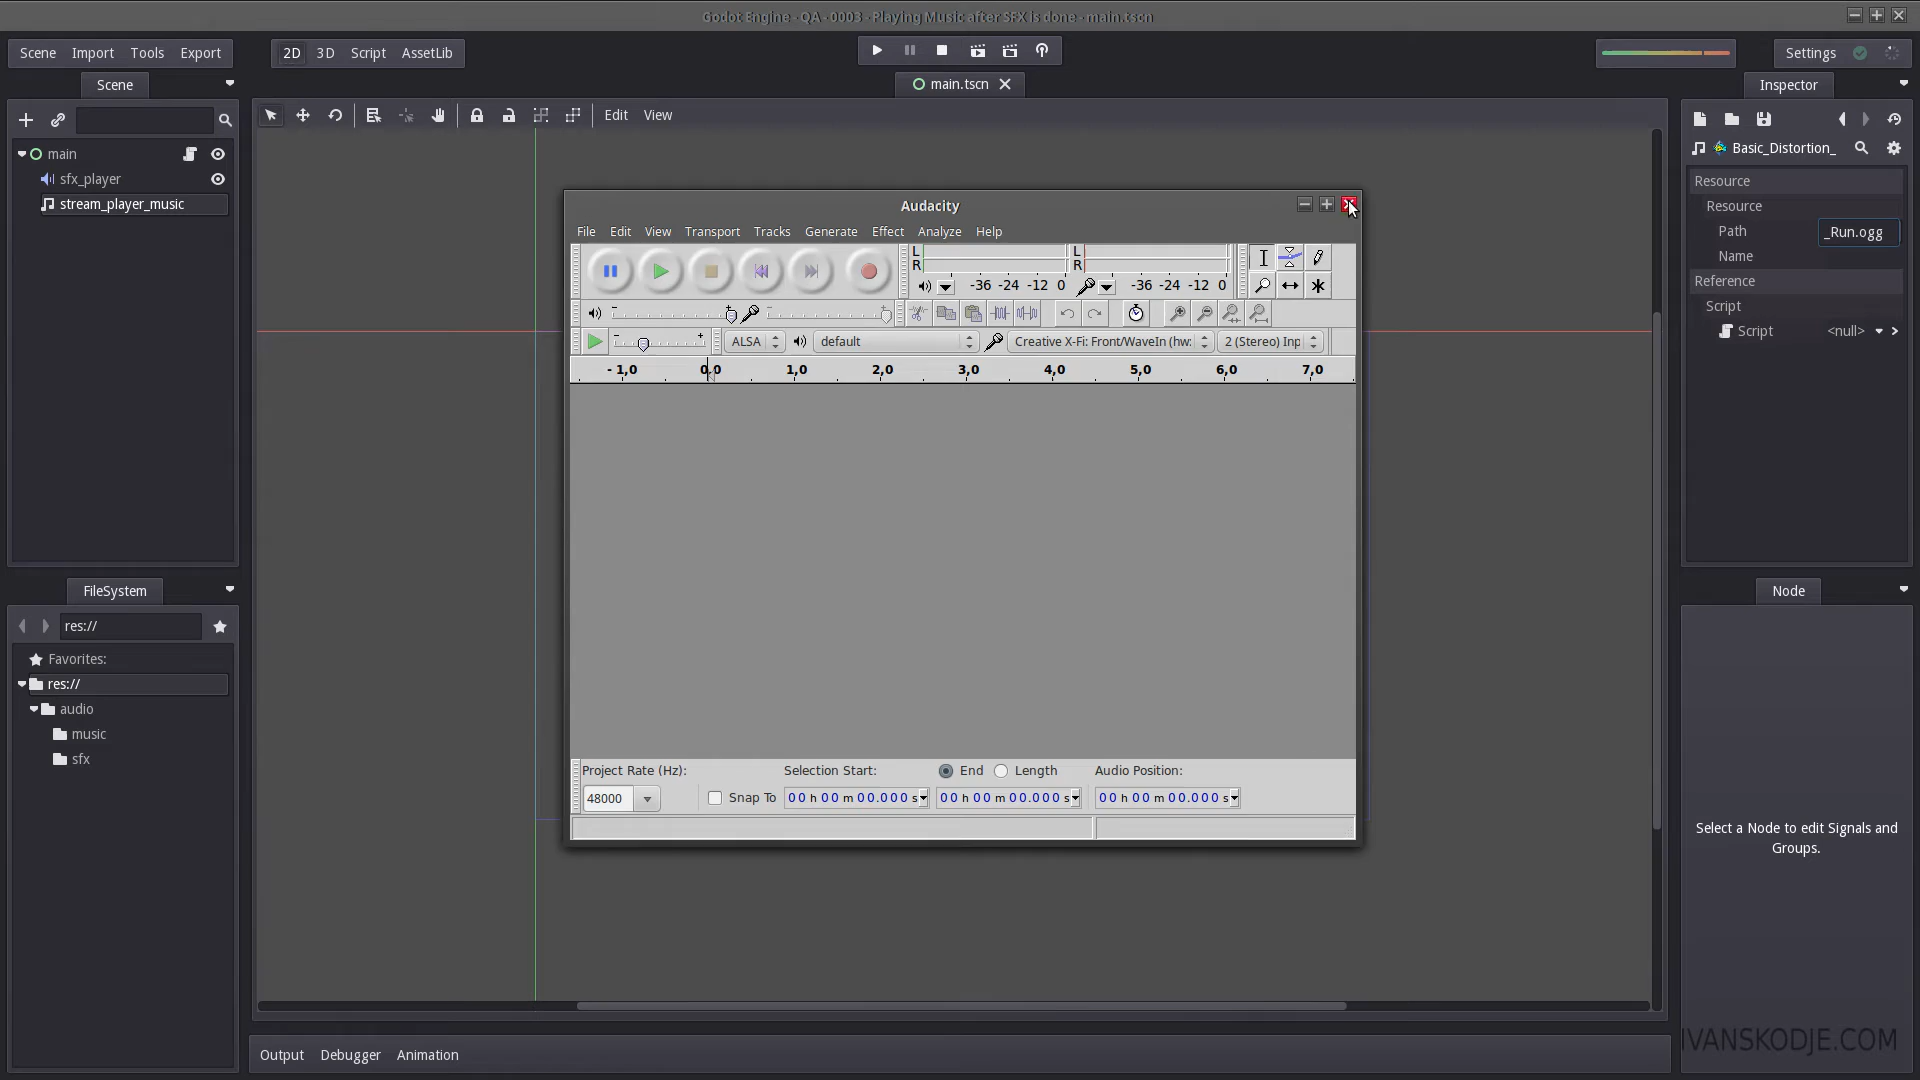 Godot Engine - QA - 0003 - Playing Music after SFX is done - main.tscn
Scene Import Tools Export
2D 3D Script AssetLib
Settings
Scene
main.tscn
Inspector
Edit View
main
sfx_player
stream_player_music
Basic_Distortion_
Resource
Resource
Path _Run.ogg
Name
Reference
Script
Script <null>
Audacity
File Edit View Transport Tracks Generate Effect Analyze Help
L
R
L
R
-36 -24 -12 0
-36 -24 -12 0
ALSA
default
Creative X-Fi: Front/WaveIn (hw:
2 (Stereo) Inp
- 1,0 0,0 1,0 2,0 3,0 4,0 5,0 6,0 7,0
Project Rate (Hz):
Selection Start:
End
Length
Audio Position:
48000
Snap To
00 h 00 m 00.000 s
00 h 00 m 00.000 s
00 h 00 m 00.000 s
FileSystem
res://
Favorites:
res://
audio
music
sfx
Node
Select a Node to edit Signals and
Groups.
Output Debugger Animation
IVANSKODJE.COM